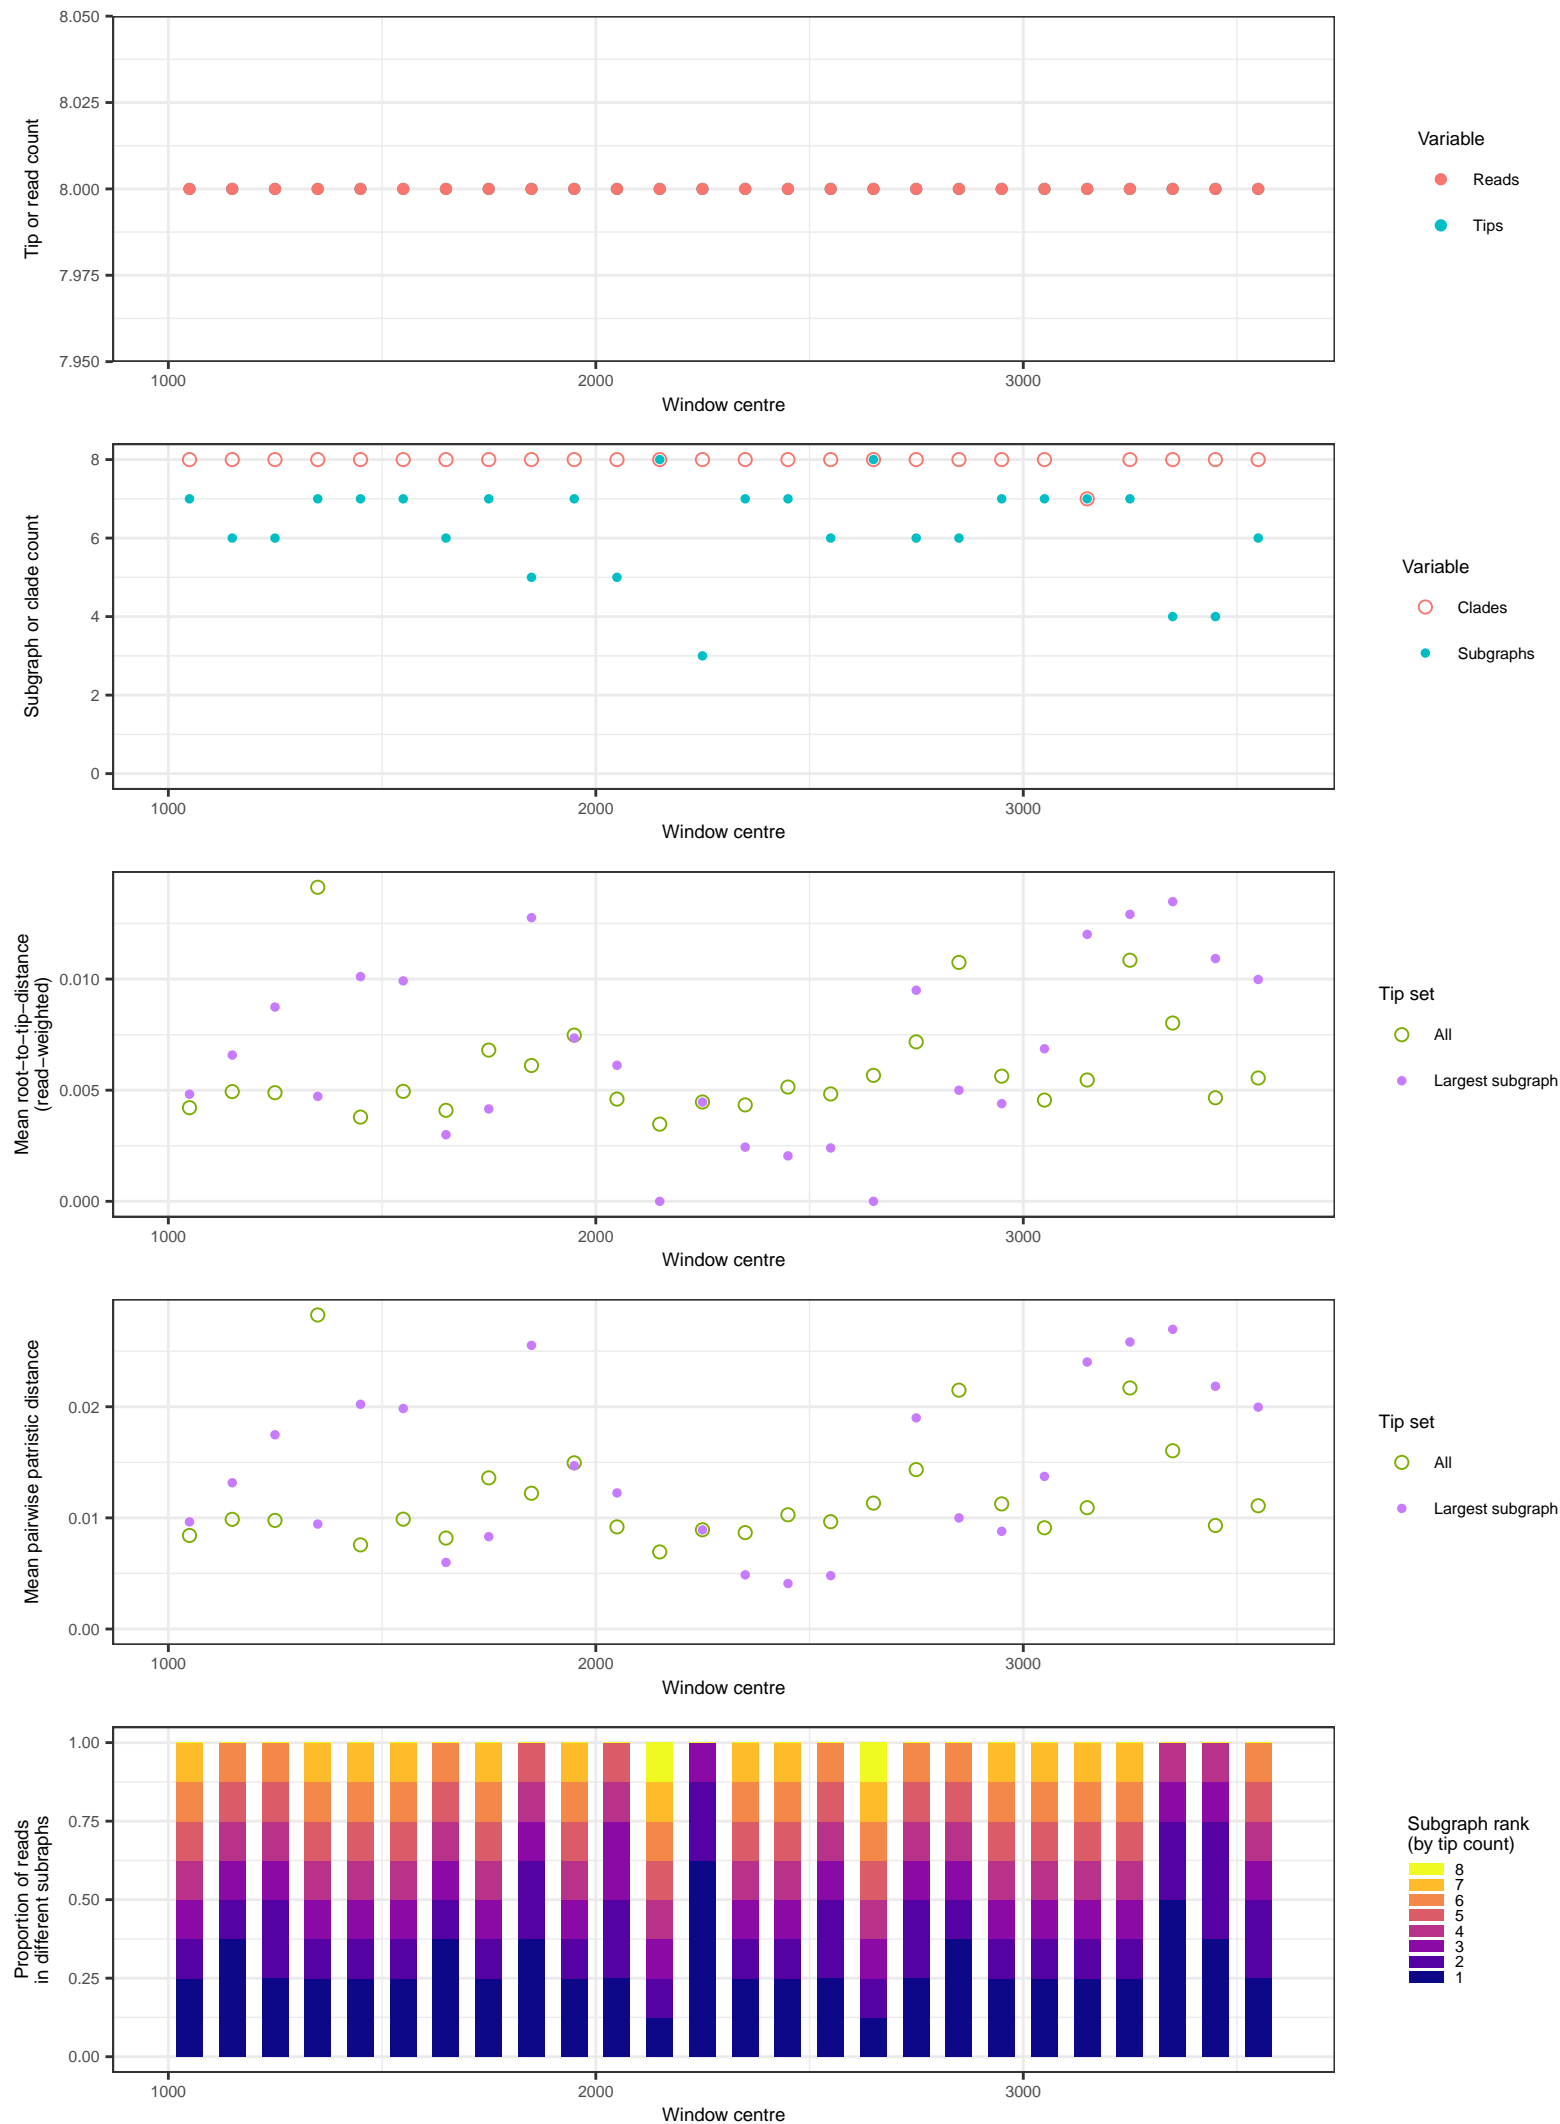 8.050
8.025
8.000
7.975
7.950
Tip or read count
1000
2000
3000
Window centre
Variable
Reads
Tips
8
6
4
2
0
Subgraph or clade count
1000
2000
3000
Window centre
Variable
Clades
Subgraphs
0.010
0.005
0.000
Mean root−to−tip−distance
(read−weighted)
1000
2000
3000
Window centre
Tip set
All
Largest subgraph
0.02
0.01
0.00
Mean pairwise patristic distance
1000
2000
3000
Window centre
Tip set
All
Largest subgraph
1.00
0.75
0.50
0.25
0.00
Proportion of reads
in different subgraphs
1000
2000
3000
Window centre
Subgraph rank
(by tip count)
8
7
6
5
4
3
2
1